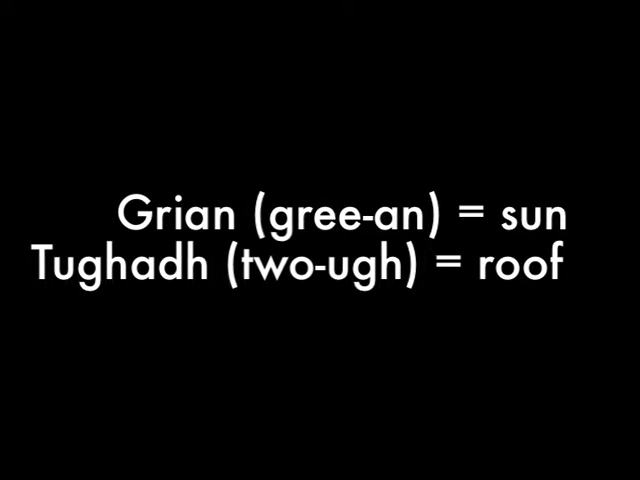 Grian (gree-an) = sun
Tughadh (two-ugh) = roof